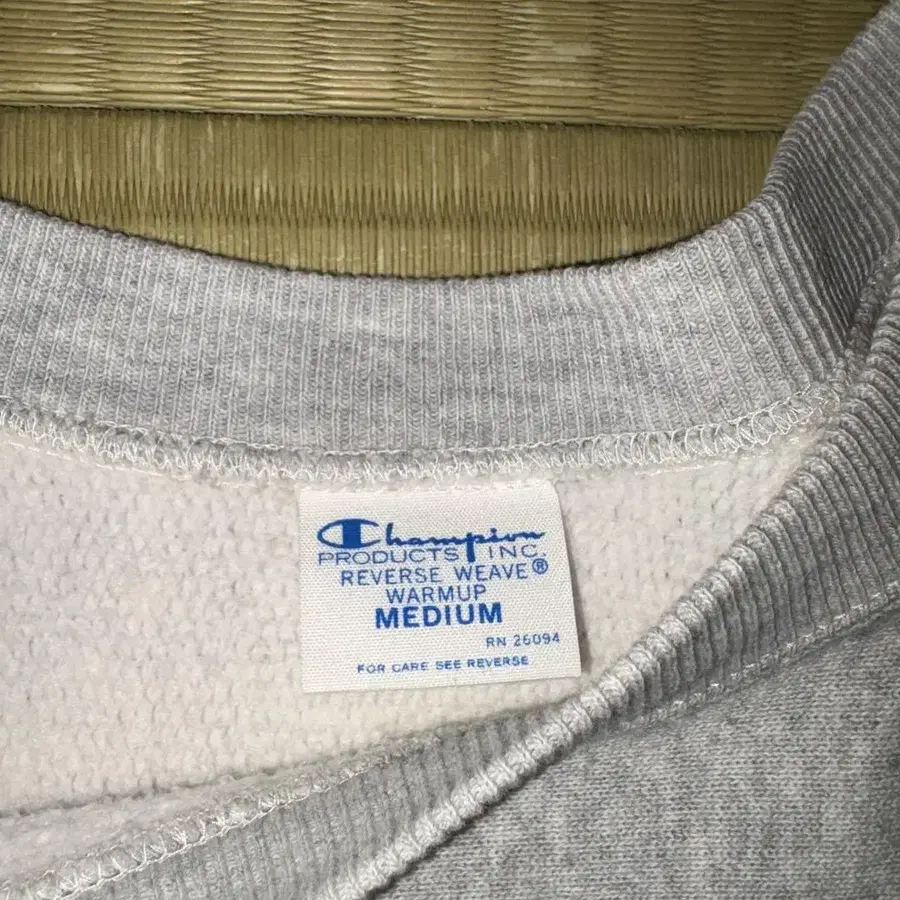 Champion
PRODUCTS INC.
REVERSE WEAVE®
WARMUP
MEDIUM
RN 26094
FOR CARE SEE REVERSE